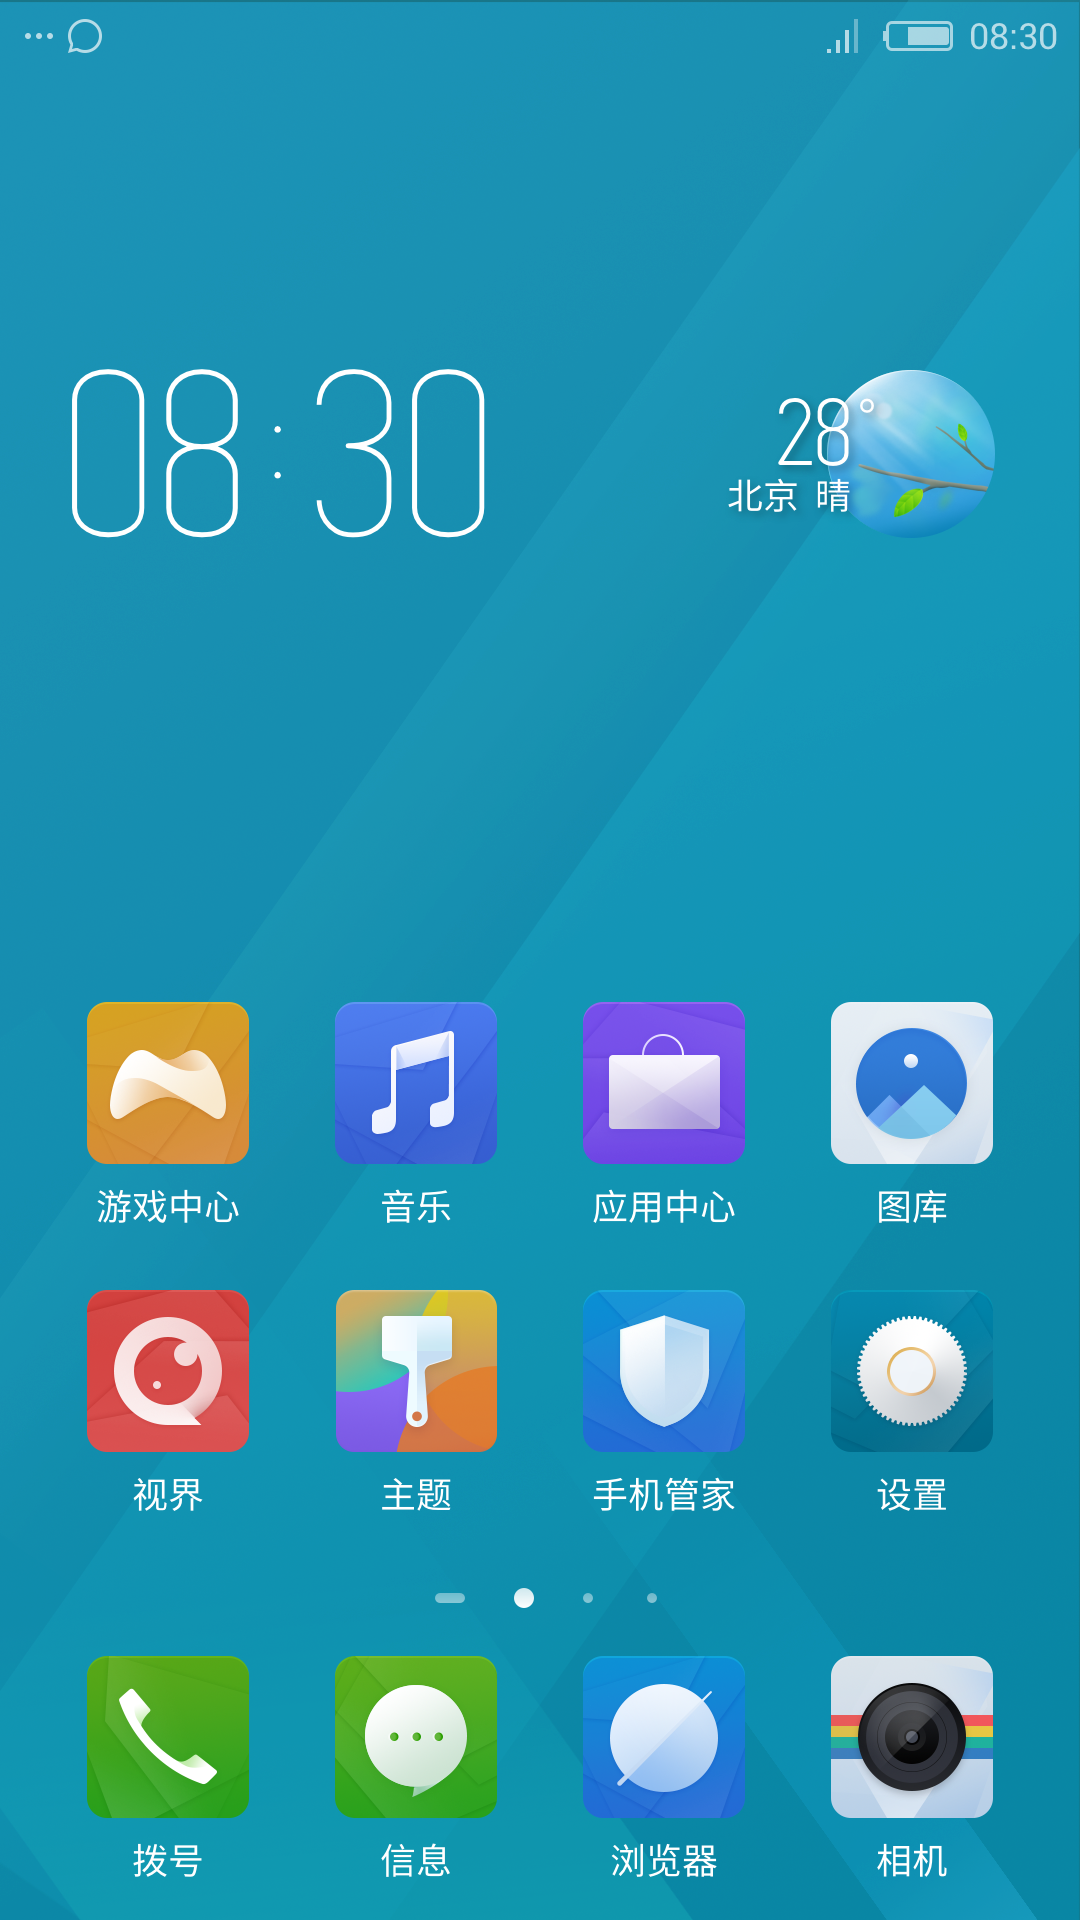 08:30
08:30
28°
北京 晴
游戏中心 音乐 应用中心 图库
视界 主题 手机管家 设置
拨号 信息 浏览器 相机